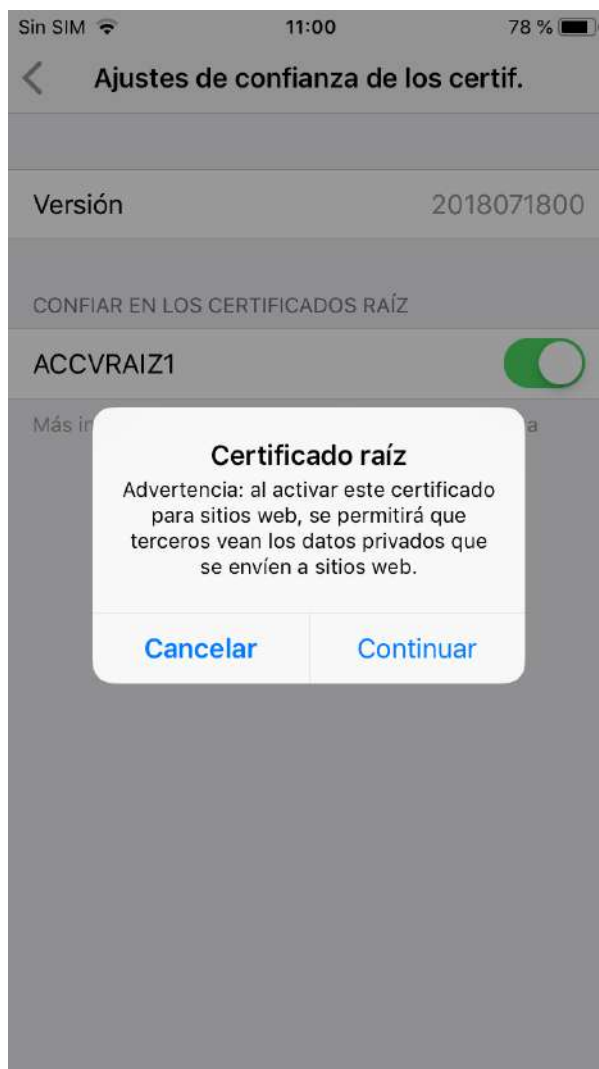 Sin SIM 11:00 78 %
Ajustes de confianza de los certif.
Versión 2018071800
CONFIAR EN LOS CERTIFICADOS RAÍZ
ACCVRAIZ1
Más
Certificado raíz
Advertencia: al activar este certificado
para sitios web, se permitirá que
terceros vean los datos privados que
se envíen a sitios web.
Cancelar Continuar